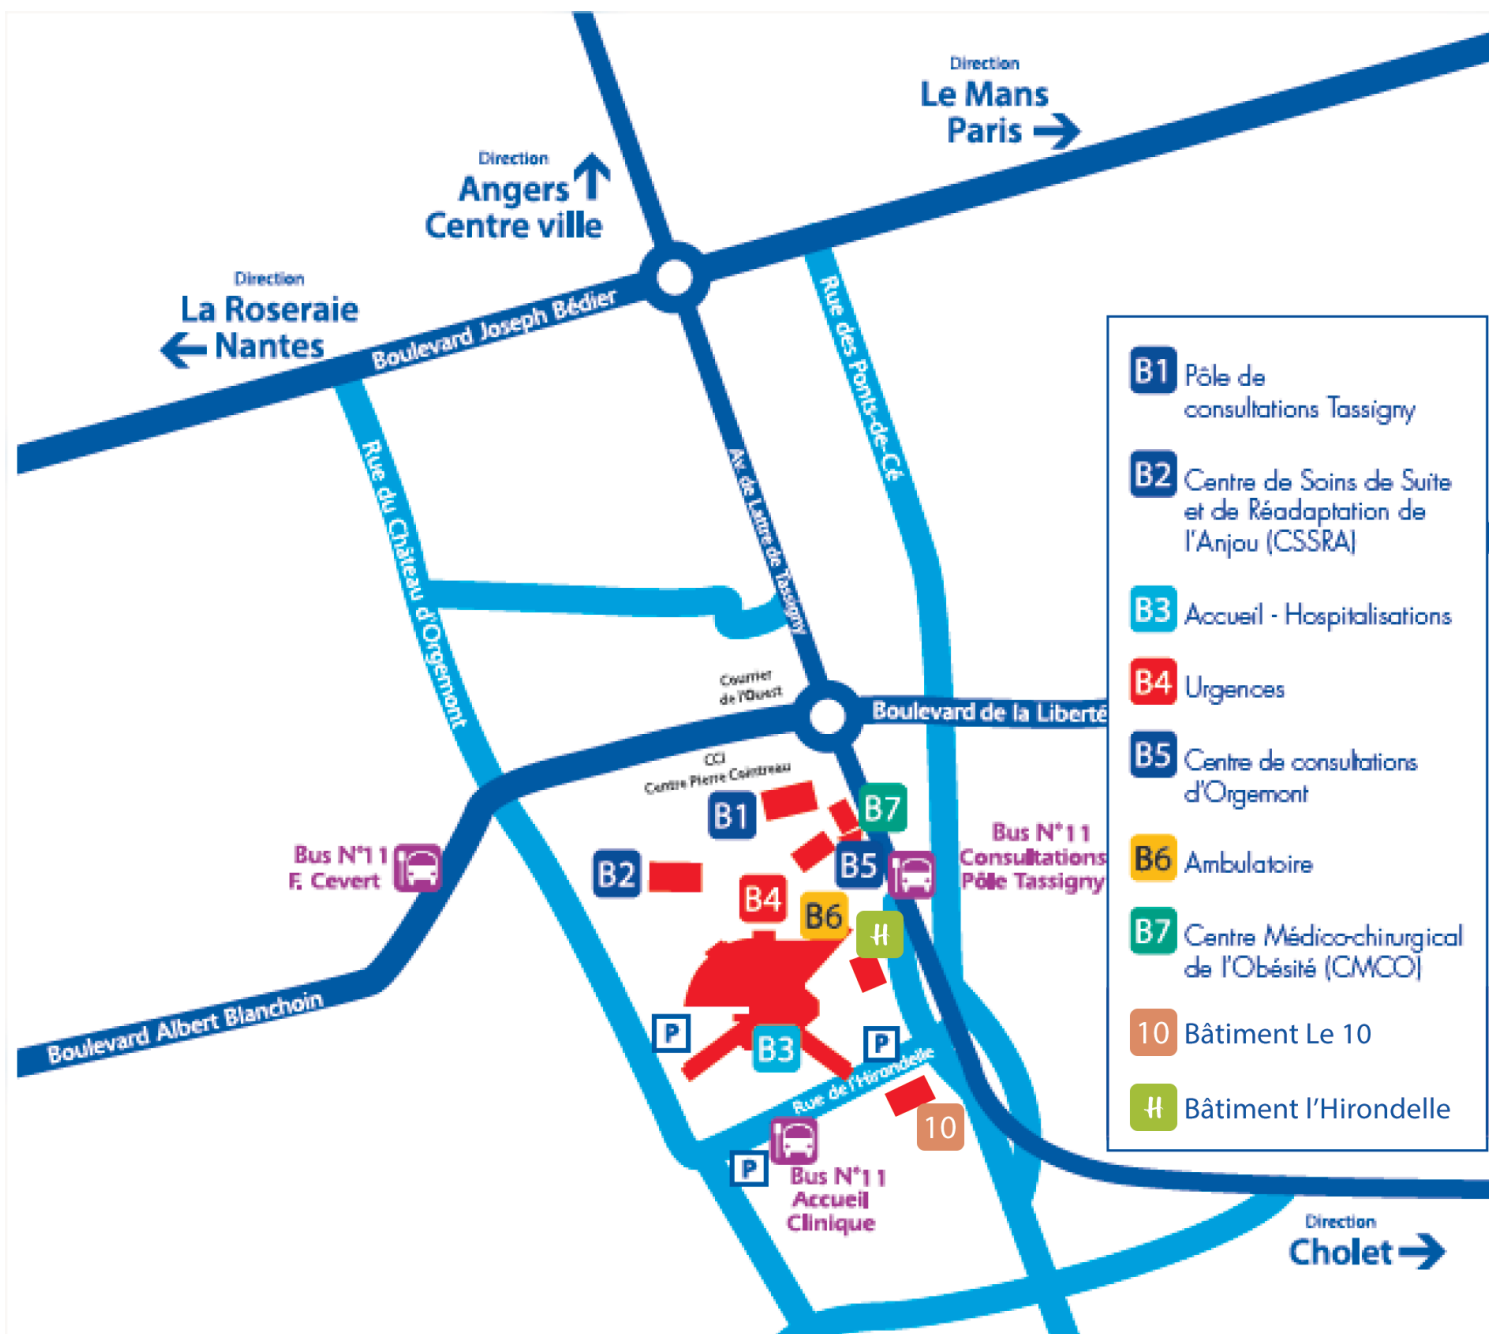 Direction
Le Mans
Paris
Direction
Angers
Centre ville
Direction
La Roseraie
Nantes
Boulevard Joseph Bédier
Rue des Ponts-de-Cé
Rue du Château d'Orgemont
Av. de Lattre de Tassigny
Courrier
de l'Ouest
Boulevard de la Liberté
CCI
Centre Pierre Cointreau
B1
B7
B2
B5
B4
B6
H
B3
10
P
P
P
Bus N°11
F. Cevert
Bus N°11
Consultations
Pôle Tassigny
Boulevard Albert Blanchoin
Rue de l'Hirondelle
Bus N°11
Accueil
Clinique
Direction
Cholet
B1 Pôle de
consultations Tassigny
B2 Centre de Soins de Suite
et de Réadaptation de
l'Anjou (CSSRA)
B3 Accueil - Hospitalisations
B4 Urgences
B5 Centre de consultations
d'Orgemont
B6 Ambulatoire
B7 Centre Médico-chirurgical
de l'Obésité (CMCO)
10 Bâtiment Le 10
H Bâtiment l'Hirondelle